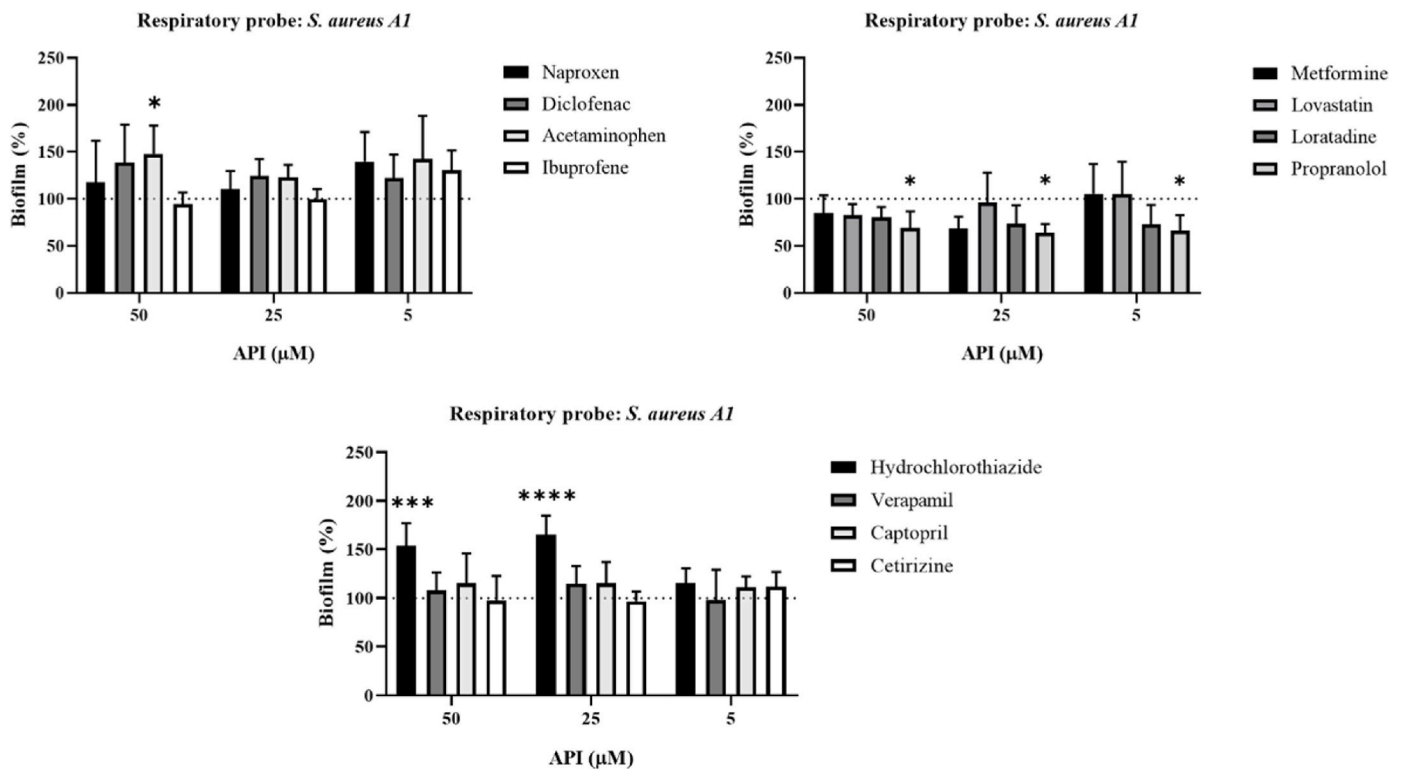 Respiratory probe: S. aureus A1
250
200
150
100
50
0
Biofilm (%)
*
50
25
5
API (μM)
Naproxen
Diclofenac
Acetaminophen
Ibuprofene
Respiratory probe: S. aureus A1
250
200
150
100
50
0
Biofilm (%)
*
*
*
50
25
5
API (μM)
Metformine
Lovastatin
Loratadine
Propranolol
Respiratory probe: S. aureus A1
250
200
150
100
50
0
Biofilm (%)
***
****
50
25
5
API (μM)
Hydrochlorothiazide
Verapamil
Captopril
Cetirizine